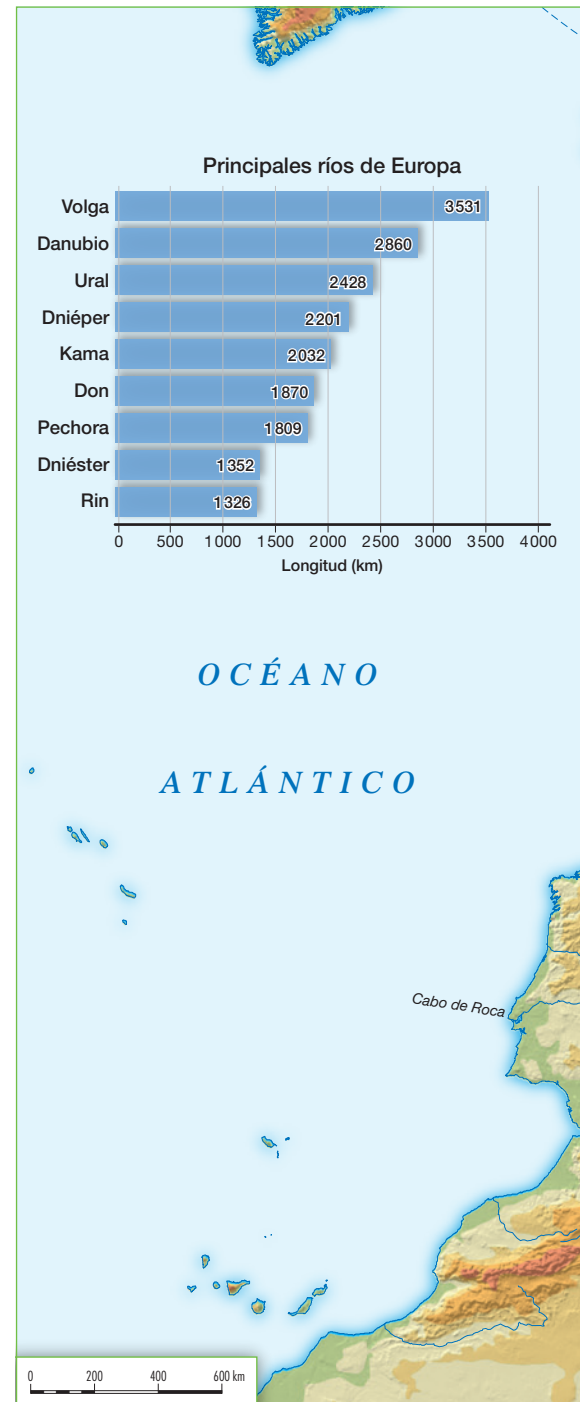 Principales ríos de Europa
Volga 3531
Danubio 2860
Ural 2428
Dniéper 2201
Kama 2032
Don 1870
Pechora 1809
Dniéster 1352
Rin 1326
0 500 1000 1500 2000 2500 3000 3500 4000
Longitud (km)
OCÉANO
ATLÁNTICO
Cabo de Roca
0 200 400 600 km